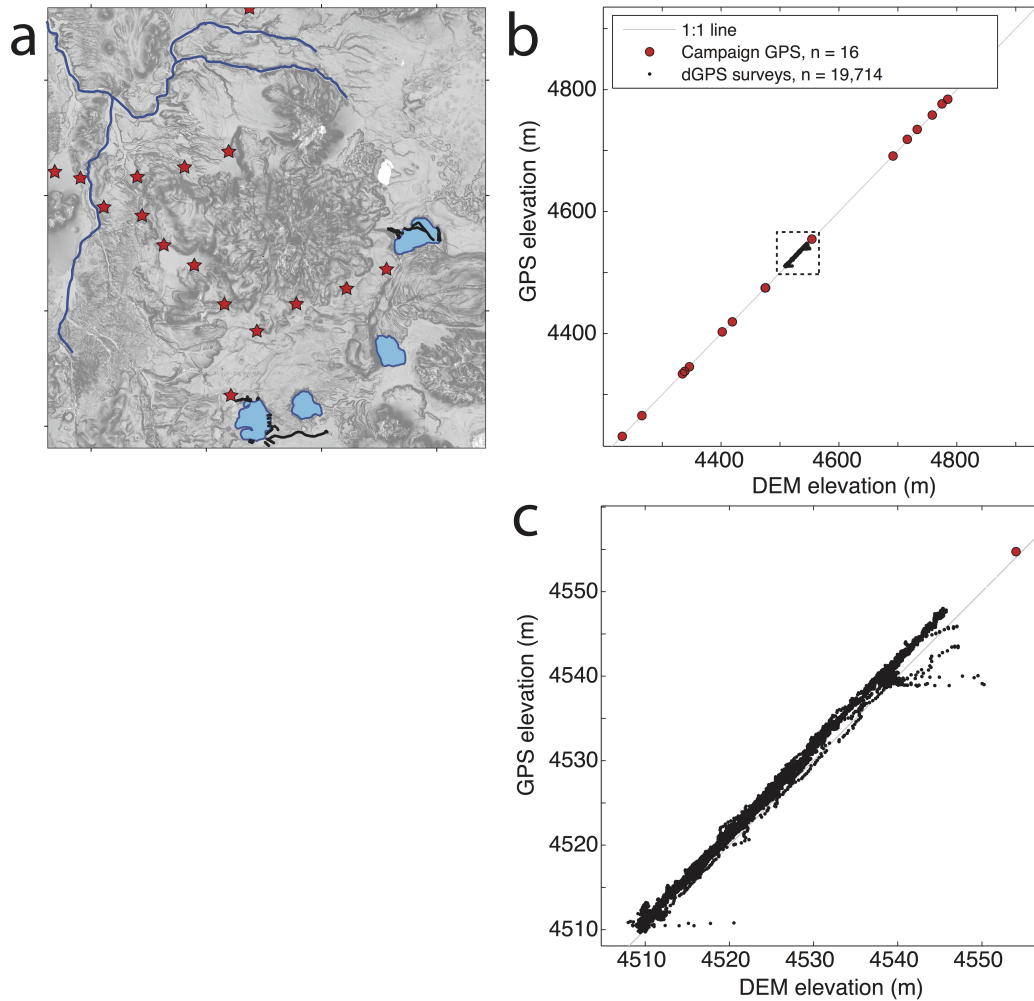 a
b
1:1 line
Campaign GPS, n = 16
dGPS surveys, n = 19,714
4800
4600
4400
GPS elevation (m)
4400 4600 4800
DEM elevation (m)
c
4550
4540
4530
4520
4510
GPS elevation (m)
4510 4520 4530 4540 4550
DEM elevation (m)